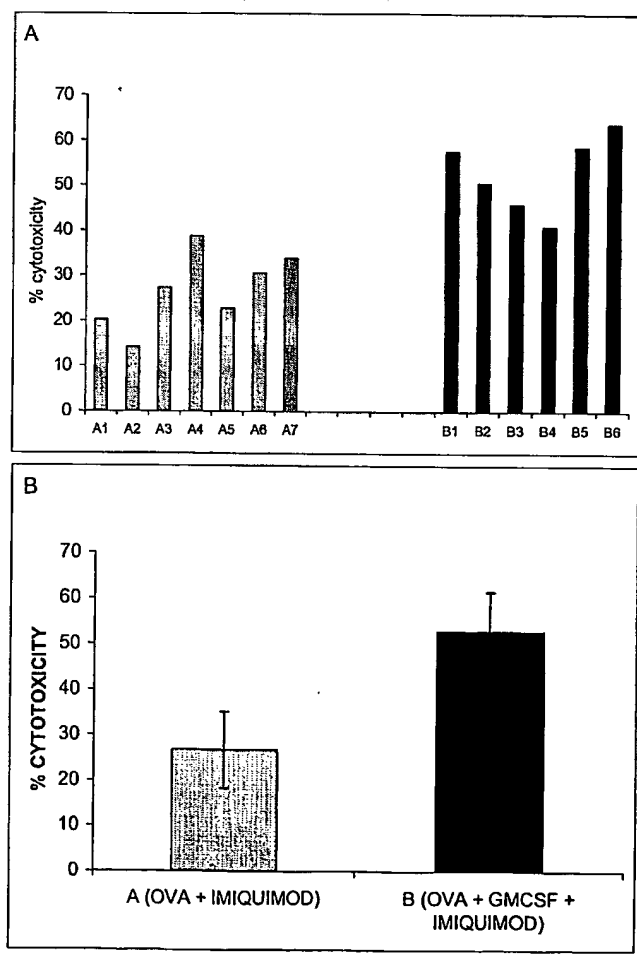 A
% cytotoxicity
70
60
50
40
30
20
10
0
A1 A2 A3 A4 A5 A6 A7 B1 B2 B3 B4 B5 B6
B
% CYTOTOXICITY
70
60
50
40
30
20
10
0
A (OVA + IMIQUIMOD) B (OVA + GMCSF +
IMIQUIMOD)